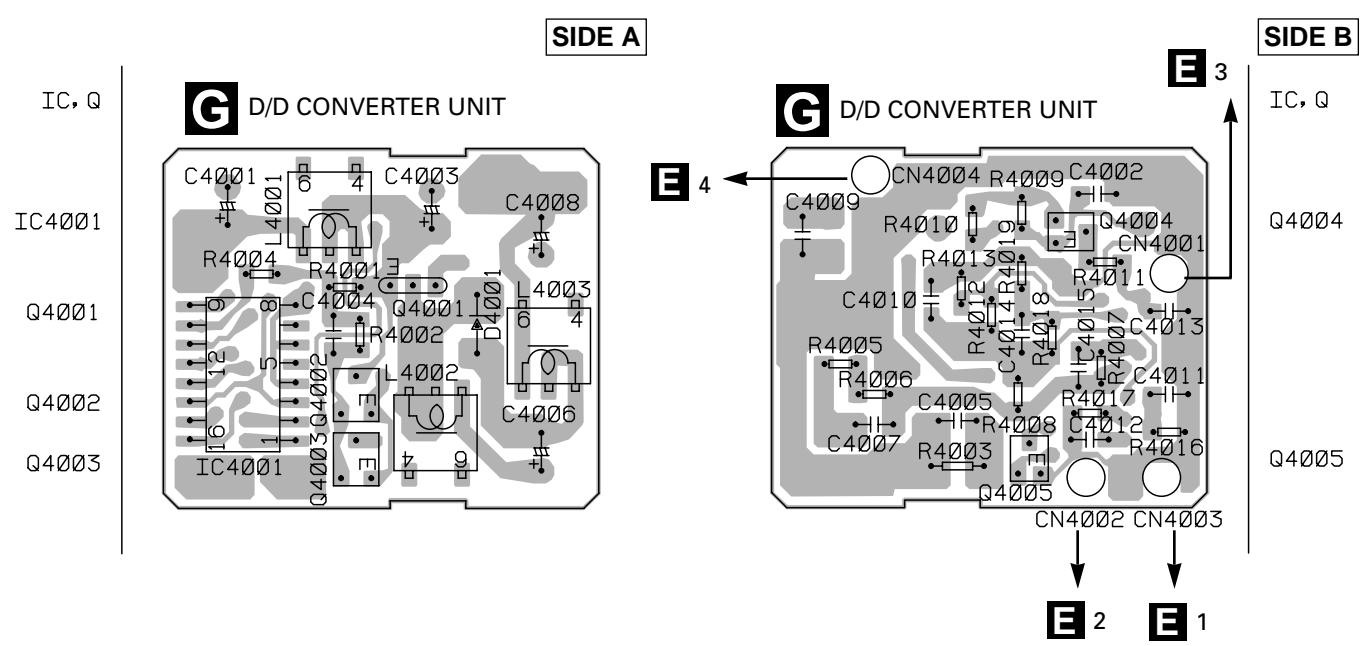 SIDE A
IC, Q
G D/D CONVERTER UNIT
IC4001
Q4001
Q4002
Q4003
C4001
L4001
6 4
C4003
C4008
R4004
R4001
E
Q4001
D4001
L4003
6 4
C4004
R4002
9 8
12 5
16 1
IC4001
Q4002
E
Q4003
E
L4002
4 6
C4006
SIDE B
E 3
IC, Q
G D/D CONVERTER UNIT
E 4
CN4004
R4009
C4002
C4009
R4010
R4019
Q4004
E
CN4001
Q4004
R4013
R4011
C4010
R4012
C4014
R4018
C4015
R4007
C4013
R4005
R4006
C4011
C4005
R4017
C4007
R4008
C4012
R4003
E
R4016
Q4005
Q4005
CN4002 CN4003
E 2
E 1